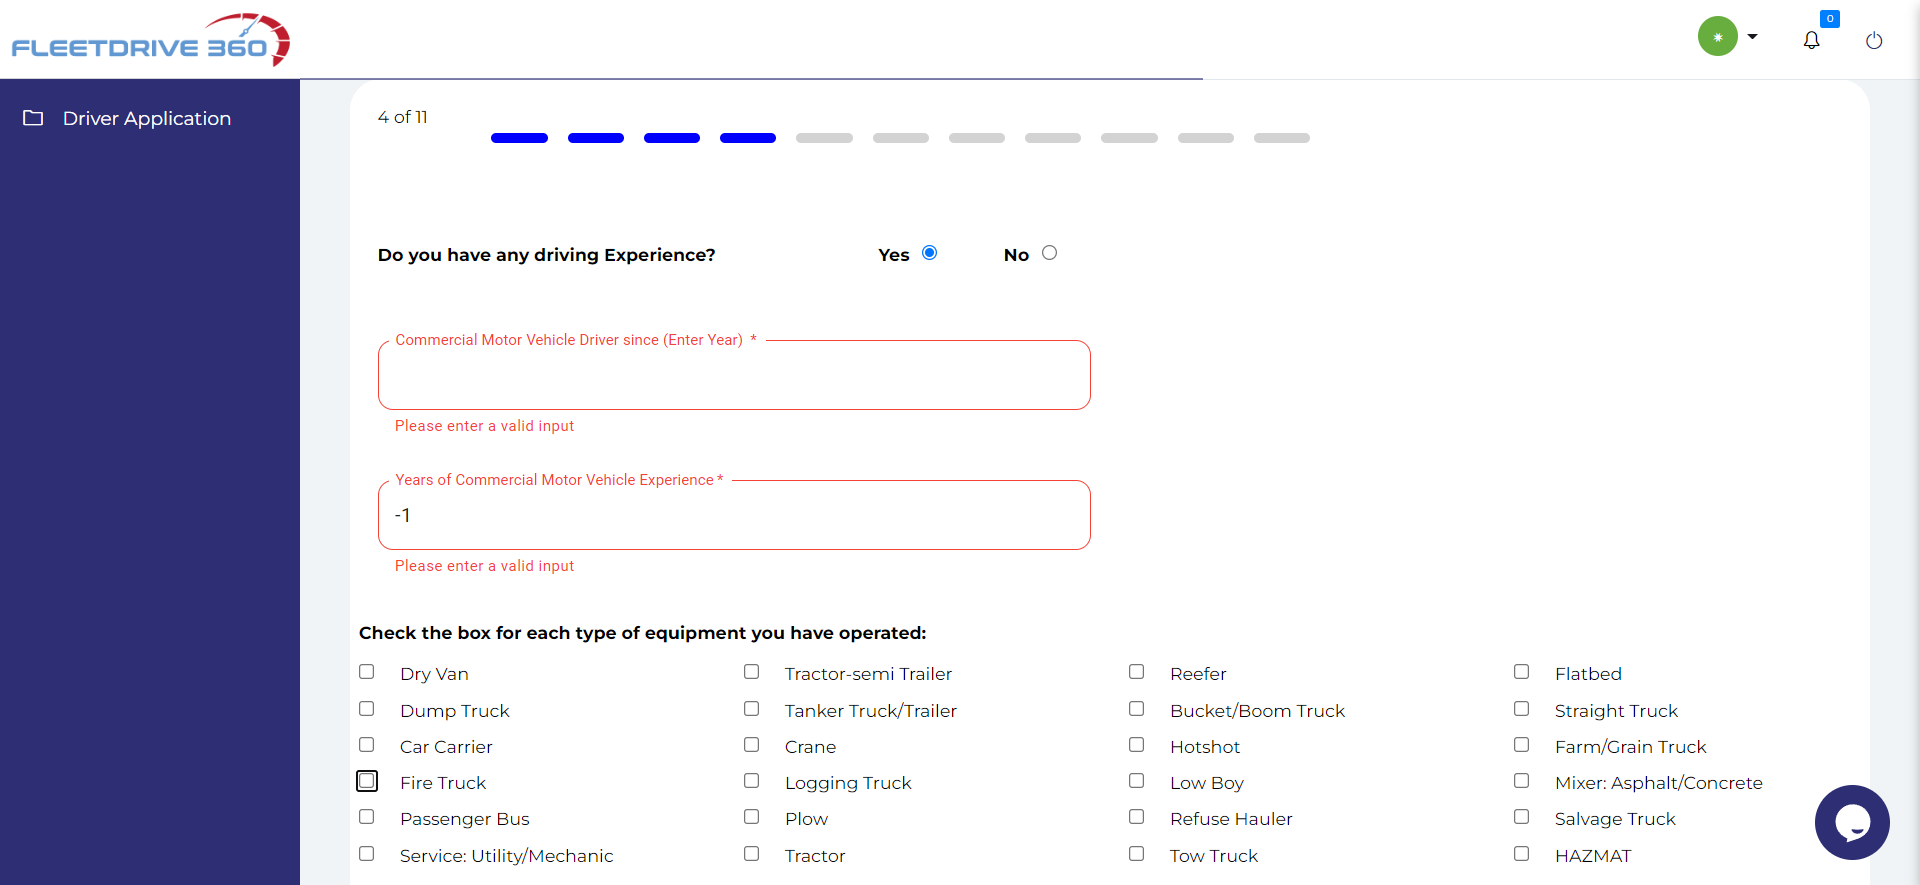 FLEETDRIVE 360
0
Driver Application
4 of 11
Do you have any driving Experience? Yes No
Commercial Motor Vehicle Driver since (Enter Year) *
Please enter a valid input
Years of Commercial Motor Vehicle Experience *
-1
Please enter a valid input
Check the box for each type of equipment you have operated:
Dry Van Tractor-semi Trailer Reefer Flatbed
Dump Truck Tanker Truck/Trailer Bucket/Boom Truck Straight Truck
Car Carrier Crane Hotshot Farm/Grain Truck
Fire Truck Logging Truck Low Boy Mixer: Asphalt/Concrete
Passenger Bus Plow Refuse Hauler Salvage Truck
Service: Utility/Mechanic Tractor Tow Truck HAZMAT